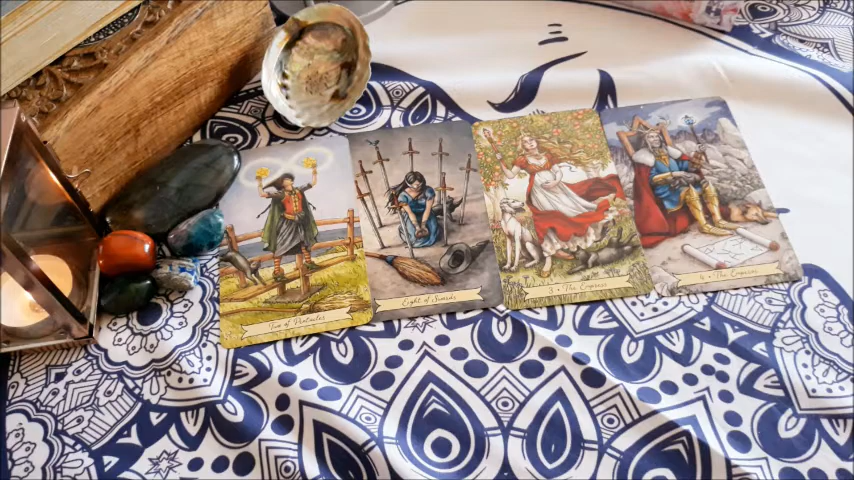 Two of Pentacles
Eight of Swords
3 • The Empress
4 • The Emperor